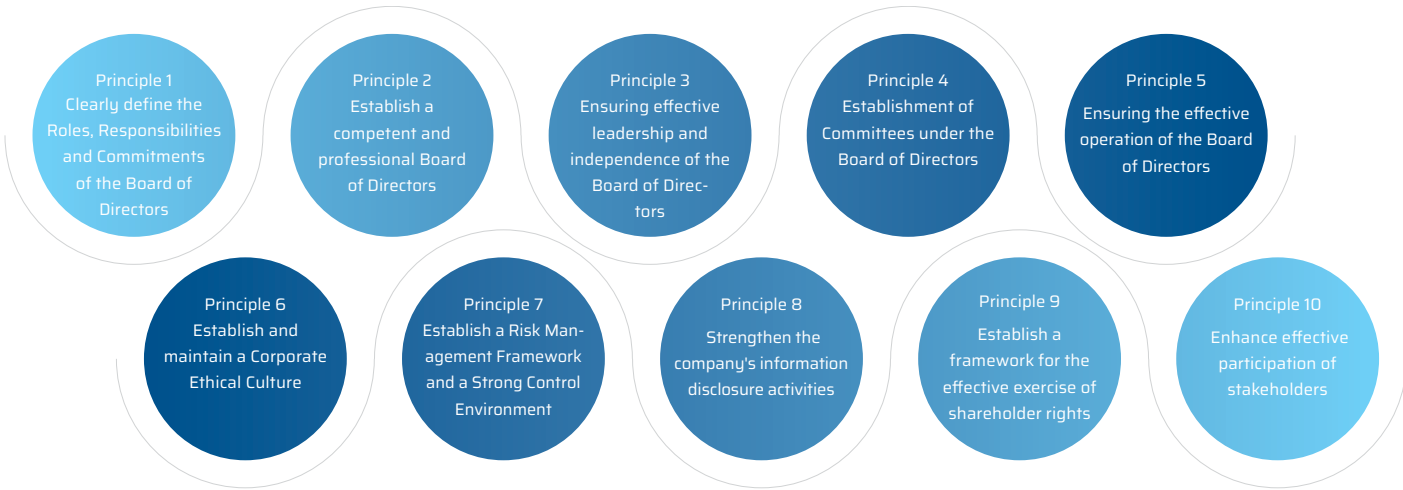 Principle 1
Clearly define the
Roles, Responsibilities
and Commitments
of the Board of
Directors
Principle 2
Establish a
competent and
professional Board
of Directors
Principle 3
Ensuring effective
leadership and
independence of the
Board of Direc-
tors
Principle 4
Establishment of
Committees under the
Board of Directors
Principle 5
Ensuring the effective
operation of the Board
of Directors
Principle 6
Establish and
maintain a Corporate
Ethical Culture
Principle 7
Establish a Risk Man-
agement Framework
and a Strong Control
Environment
Principle 8
Strengthen the
company's information
disclosure activities
Principle 9
Establish a
framework for the
effective exercise of
shareholder rights
Principle 10
Enhance effective
participation of
stakeholders